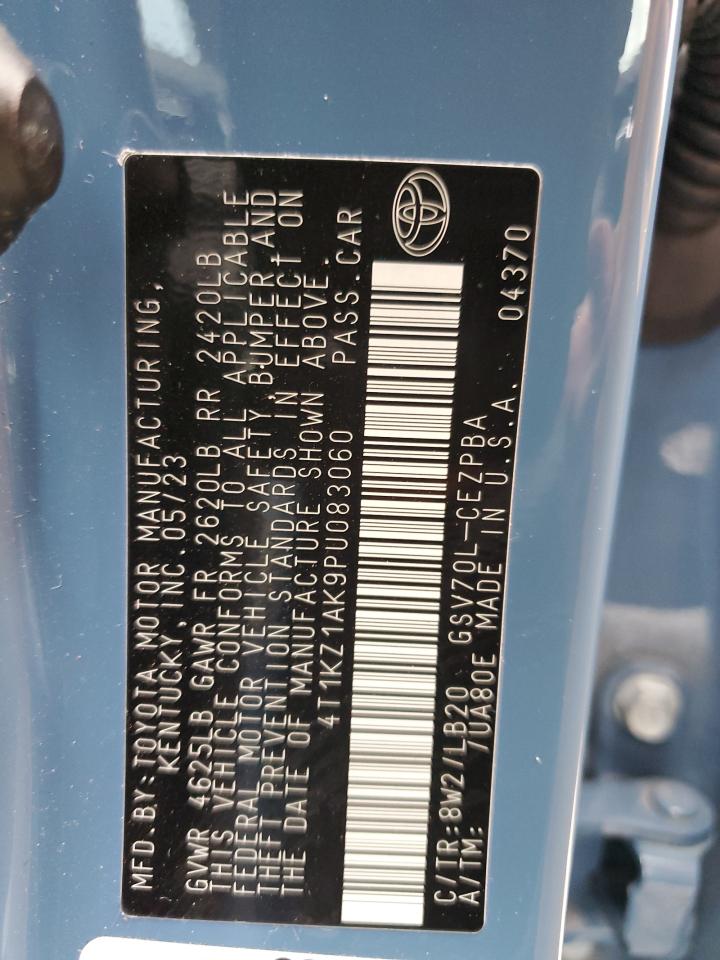 MFD.BY:TOYOTA MOTOR MANUFACTURING,
KENTUCKY, INC.05/23
GVWR 4625LB GAWR FR 2620LB RR 2420LB
THIS VEHICLE CONFORMS TO ALL APPLICABLE
FEDERAL MOTOR VEHICLE SAFETY, BUMPER AND
THEFT PREVENTION STANDARDS IN EFFECT ON
THE DATE OF MANUFACTURE SHOWN ABOVE.
4T1KZ1AK9PU083060 PASS.CAR
C/TR:8W2/LB20 GSV70L-CEZPBA
A/TM: /UA80E MADE IN U.S.A. 04370